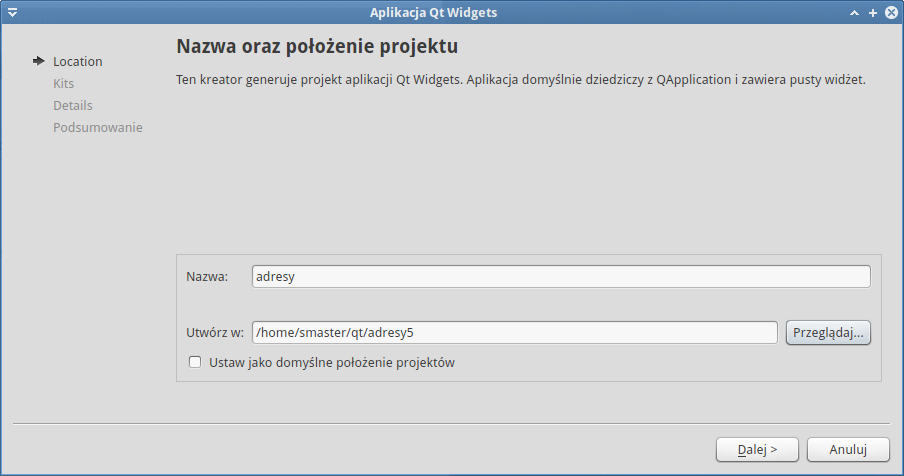 Aplikacja Qt Widgets
Location
Kits
Details
Podsumowanie
Nazwa oraz położenie projektu
Ten kreator generuje projekt aplikacji Qt Widgets. Aplikacja domyślnie dziedziczy z QApplication i zawiera pusty widżet.
Nazwa: adresy
Utwórz w: /home/smaster/qt/adresy5 Przeglądaj...
Ustaw jako domyślne położenie projektów
Dalej > Anuluj